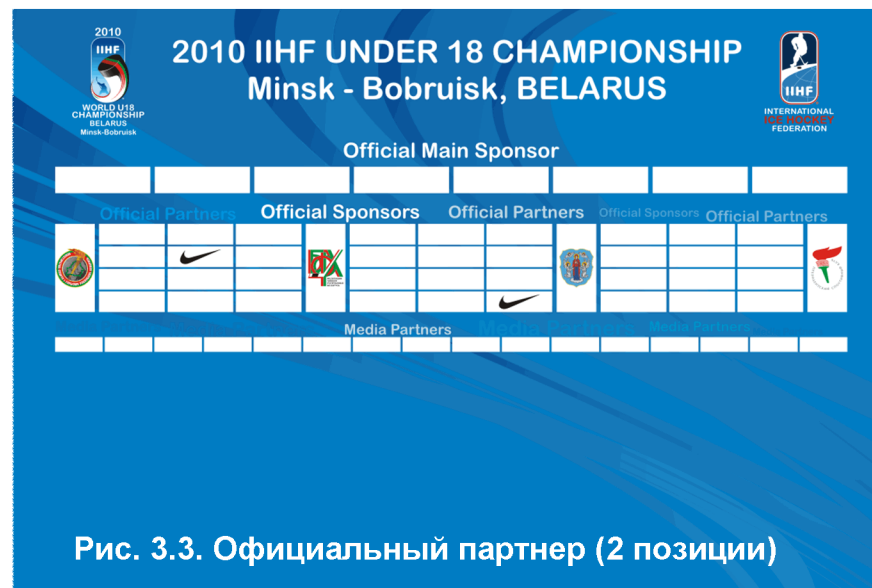 2010
IIHF
WORLD U18
CHAMPIONSHIP
BELARUS
Minsk-Bobruisk
2010 IIHF UNDER 18 CHAMPIONSHIP
Minsk - Bobruisk, BELARUS
IIHF
INTERNATIONAL
ICE HOCKEY
FEDERATION
Official Main Sponsor
Official Partners Official Sponsors Official Partners Official Sponsors Official Partners
Media Partners Media Partners Media Partners
Рис. 3.3. Официальный партнер (2 позиции)